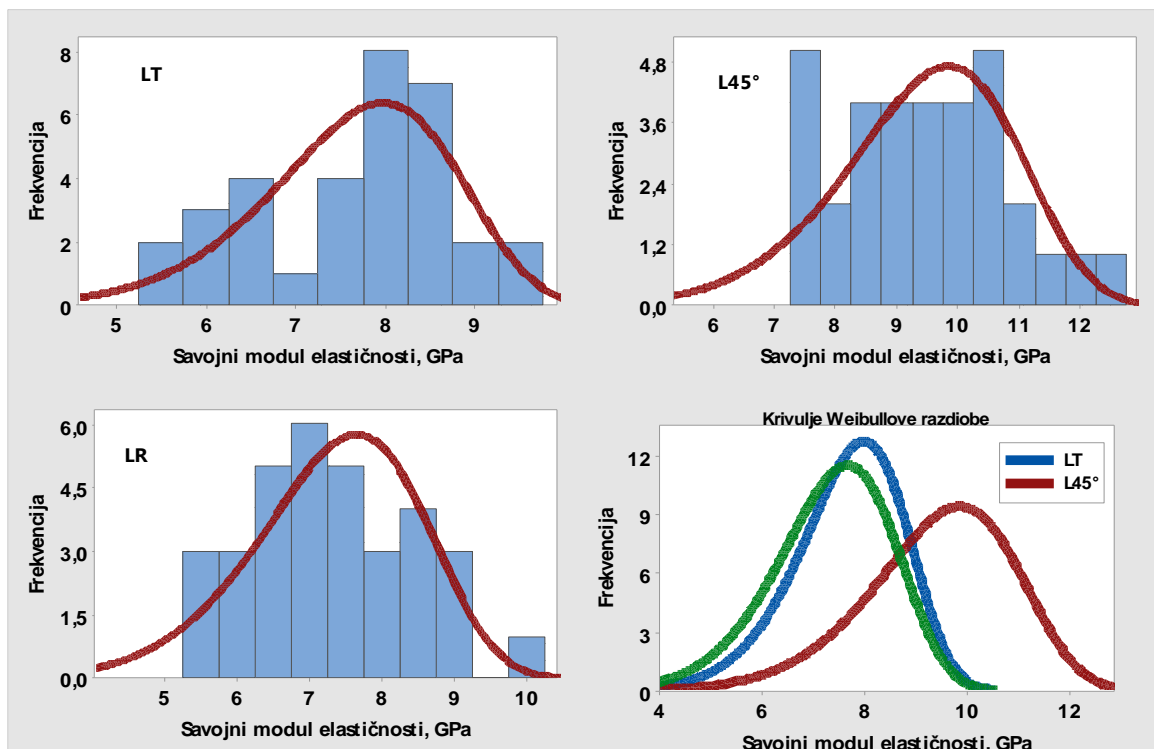 LT
Frekvencija
8
6
4
2
0
5 6 7 8 9
Savojni modul elastičnosti, GPa
L45°
Frekvencija
4,8
3,6
2,4
1,2
0,0
6 7 8 9 10 11 12
Savojni modul elastičnosti, GPa
LR
Frekvencija
6,0
4,5
3,0
1,5
0,0
5 6 7 8 9 10
Savojni modul elastičnosti, GPa
Krivulje Weibullove razdiobe
LT
L45°
Frekvencija
12
9
6
3
0
4 6 8 10 12
Savojni modul elastičnosti, GPa